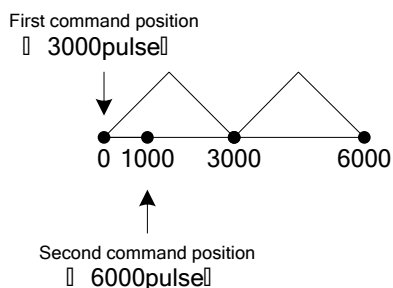 First command position
▯ 3000pulse▯
0 1000 3000 6000
Second command position
▯ 6000pulse▯